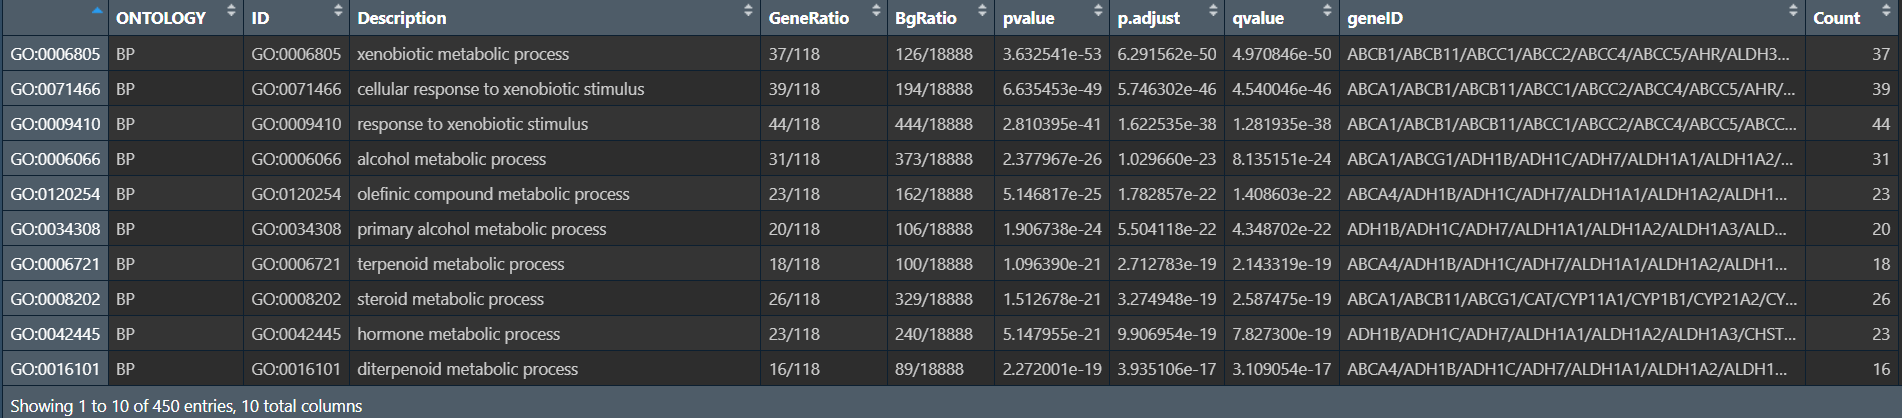 ONTOLOGY ID Description GeneRatio BgRatio pvalue p.adjust qvalue geneID Count
GO:0006805 BP GO:0006805 xenobiotic metabolic process 37/118 126/18888 3.632541e-53 6.291562e-50 4.970846e-50 ABCB1/ABCB11/ABCC1/ABCC2/ABCC4/ABCC5/AHR/ALDH3... 37
GO:0071466 BP GO:0071466 cellular response to xenobiotic stimulus 39/118 194/18888 6.635453e-49 5.746302e-46 4.540046e-46 ABCA1/ABCB1/ABCB11/ABCC1/ABCC2/ABCC4/ABCC5/AHR/... 39
GO:0009410 BP GO:0009410 response to xenobiotic stimulus 44/118 444/18888 2.810395e-41 1.622535e-38 1.281935e-38 ABCA1/ABCB1/ABCB11/ABCC1/ABCC2/ABCC4/ABCC5/ABCC... 44
GO:0006066 BP GO:0006066 alcohol metabolic process 31/118 373/18888 2.377967e-26 1.029660e-23 8.135151e-24 ABCA1/ABCG1/ADH1B/ADH1C/ADH7/ALDH1A1/ALDH1A2/... 31
GO:0120254 BP GO:0120254 olefinic compound metabolic process 23/118 162/18888 5.146817e-25 1.782857e-22 1.408603e-22 ABCA4/ADH1B/ADH1C/ADH7/ALDH1A1/ALDH1A2/ALDH1... 23
GO:0034308 BP GO:0034308 primary alcohol metabolic process 20/118 106/18888 1.906738e-24 5.504118e-22 4.348702e-22 ADH1B/ADH1C/ADH7/ALDH1A1/ALDH1A2/ALDH1A3/ALD... 20
GO:0006721 BP GO:0006721 terpenoid metabolic process 18/118 100/18888 1.096390e-21 2.712783e-19 2.143319e-19 ABCA4/ADH1B/ADH1C/ADH7/ALDH1A1/ALDH1A2/ALDH1... 18
GO:0008202 BP GO:0008202 steroid metabolic process 26/118 329/18888 1.512678e-21 3.274948e-19 2.587475e-19 ABCA1/ABCB11/ABCG1/CAT/CYP11A1/CYP1B1/CYP21A2/CY... 26
GO:0042445 BP GO:0042445 hormone metabolic process 23/118 240/18888 5.147955e-21 9.906954e-19 7.827300e-19 ADH1B/ADH1C/ADH7/ALDH1A1/ALDH1A2/ALDH1A3/CHST... 23
GO:0016101 BP GO:0016101 diterpenoid metabolic process 16/118 89/18888 2.272001e-19 3.935106e-17 3.109054e-17 ABCA4/ADH1B/ADH1C/ADH7/ALDH1A1/ALDH1A2/ALDH1... 16
Showing 1 to 10 of 450 entries, 10 total columns